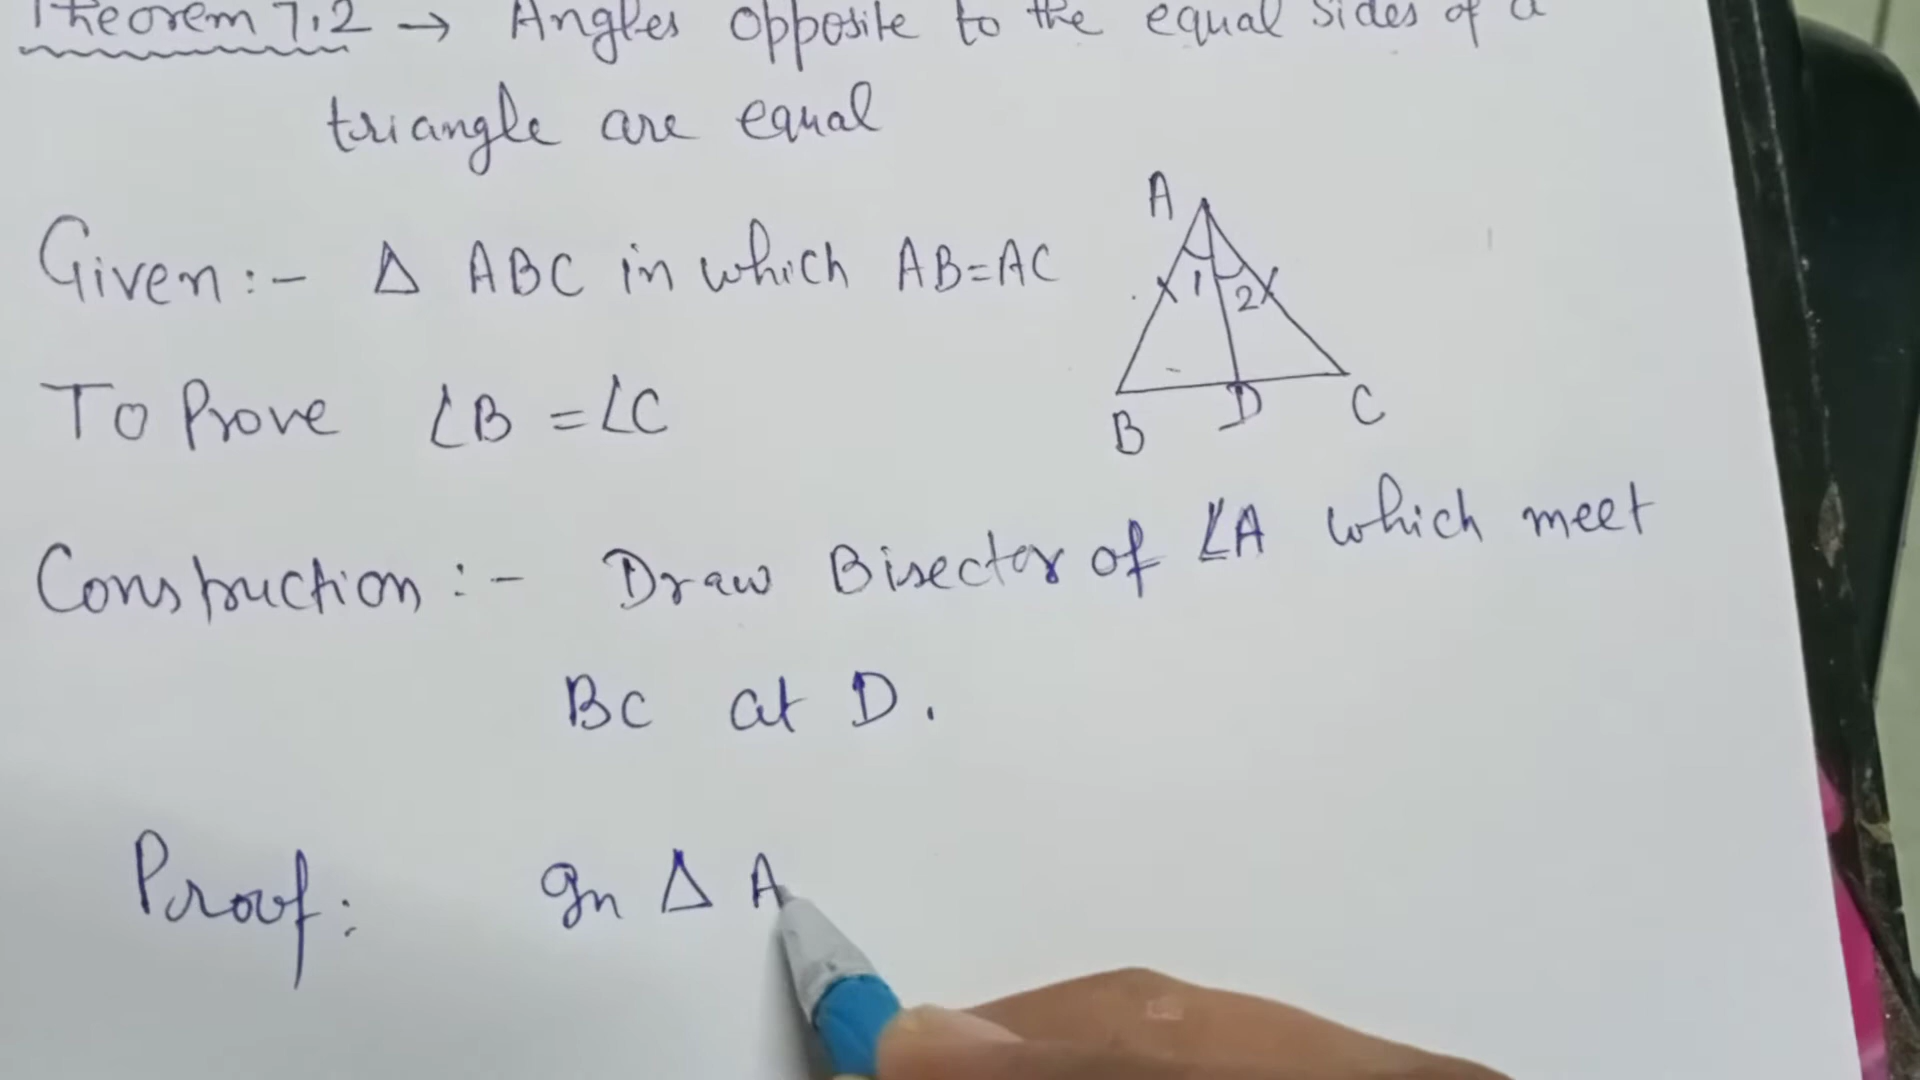 Theorem 7.2 → Angles opposite to the equal sides of a
triangle are equal
Given :- Δ ABC in which AB=AC
To Prove ∠B = ∠C
Construction :- Draw Bisector of ∠A which meet
BC at D.
Proof : In Δ A
A
1
2
B
D
C